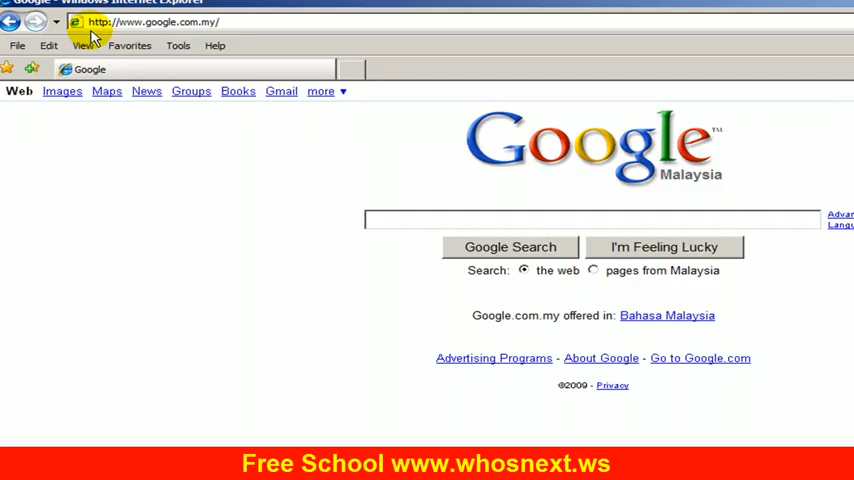 Google - Windows Internet Explorer
http://www.google.com.my/
File Edit View Favorites Tools Help
Google
Web Images Maps News Groups Books Gmail more ▼
Google™
Malaysia
Google Search I'm Feeling Lucky
Search: the web pages from Malaysia
Google.com.my offered in: Bahasa Malaysia
Advertising Programs - About Google - Go to Google.com
©2009 - Privacy
Free School www.whosnext.ws